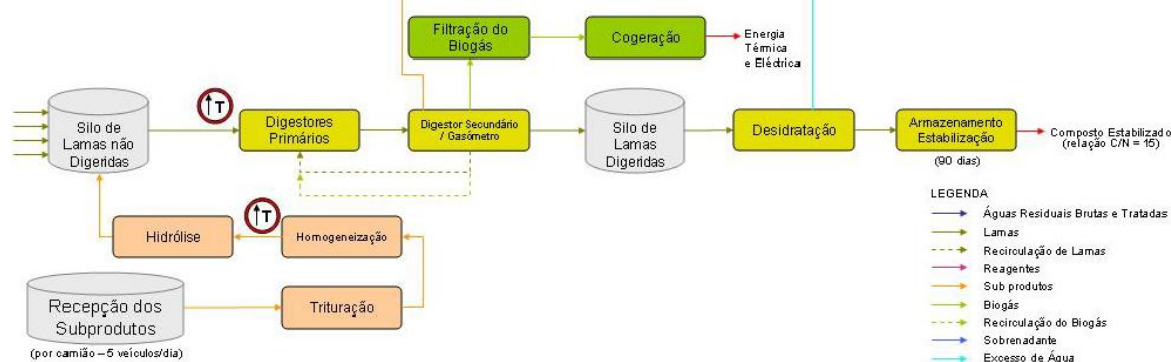 Filtração do
Biogás
Cogeração
Energia
Térmica
e Eléctrica
↑T
Silo de
Lamas não
Digeridas
Digestores
Primários
Digestor Secundário
/ Gasómetro
Silo de
Lamas
Digeridas
Desidratação
Armazenamento
Estabilização
(90 dias)
Composto Estabilizado
(relação C/N = 15)
↑T
Hidrólise
Homogeneização
Recepção dos
Subprodutos
(por camião – 5 veículos/dia)
Trituração
LEGENDA
Águas Residuais Brutas e Tratadas
Lamas
Recirculação de Lamas
Reagentes
Sub produtos
Biogás
Recirculação do Biogás
Sobrenadante
Excesso de Água